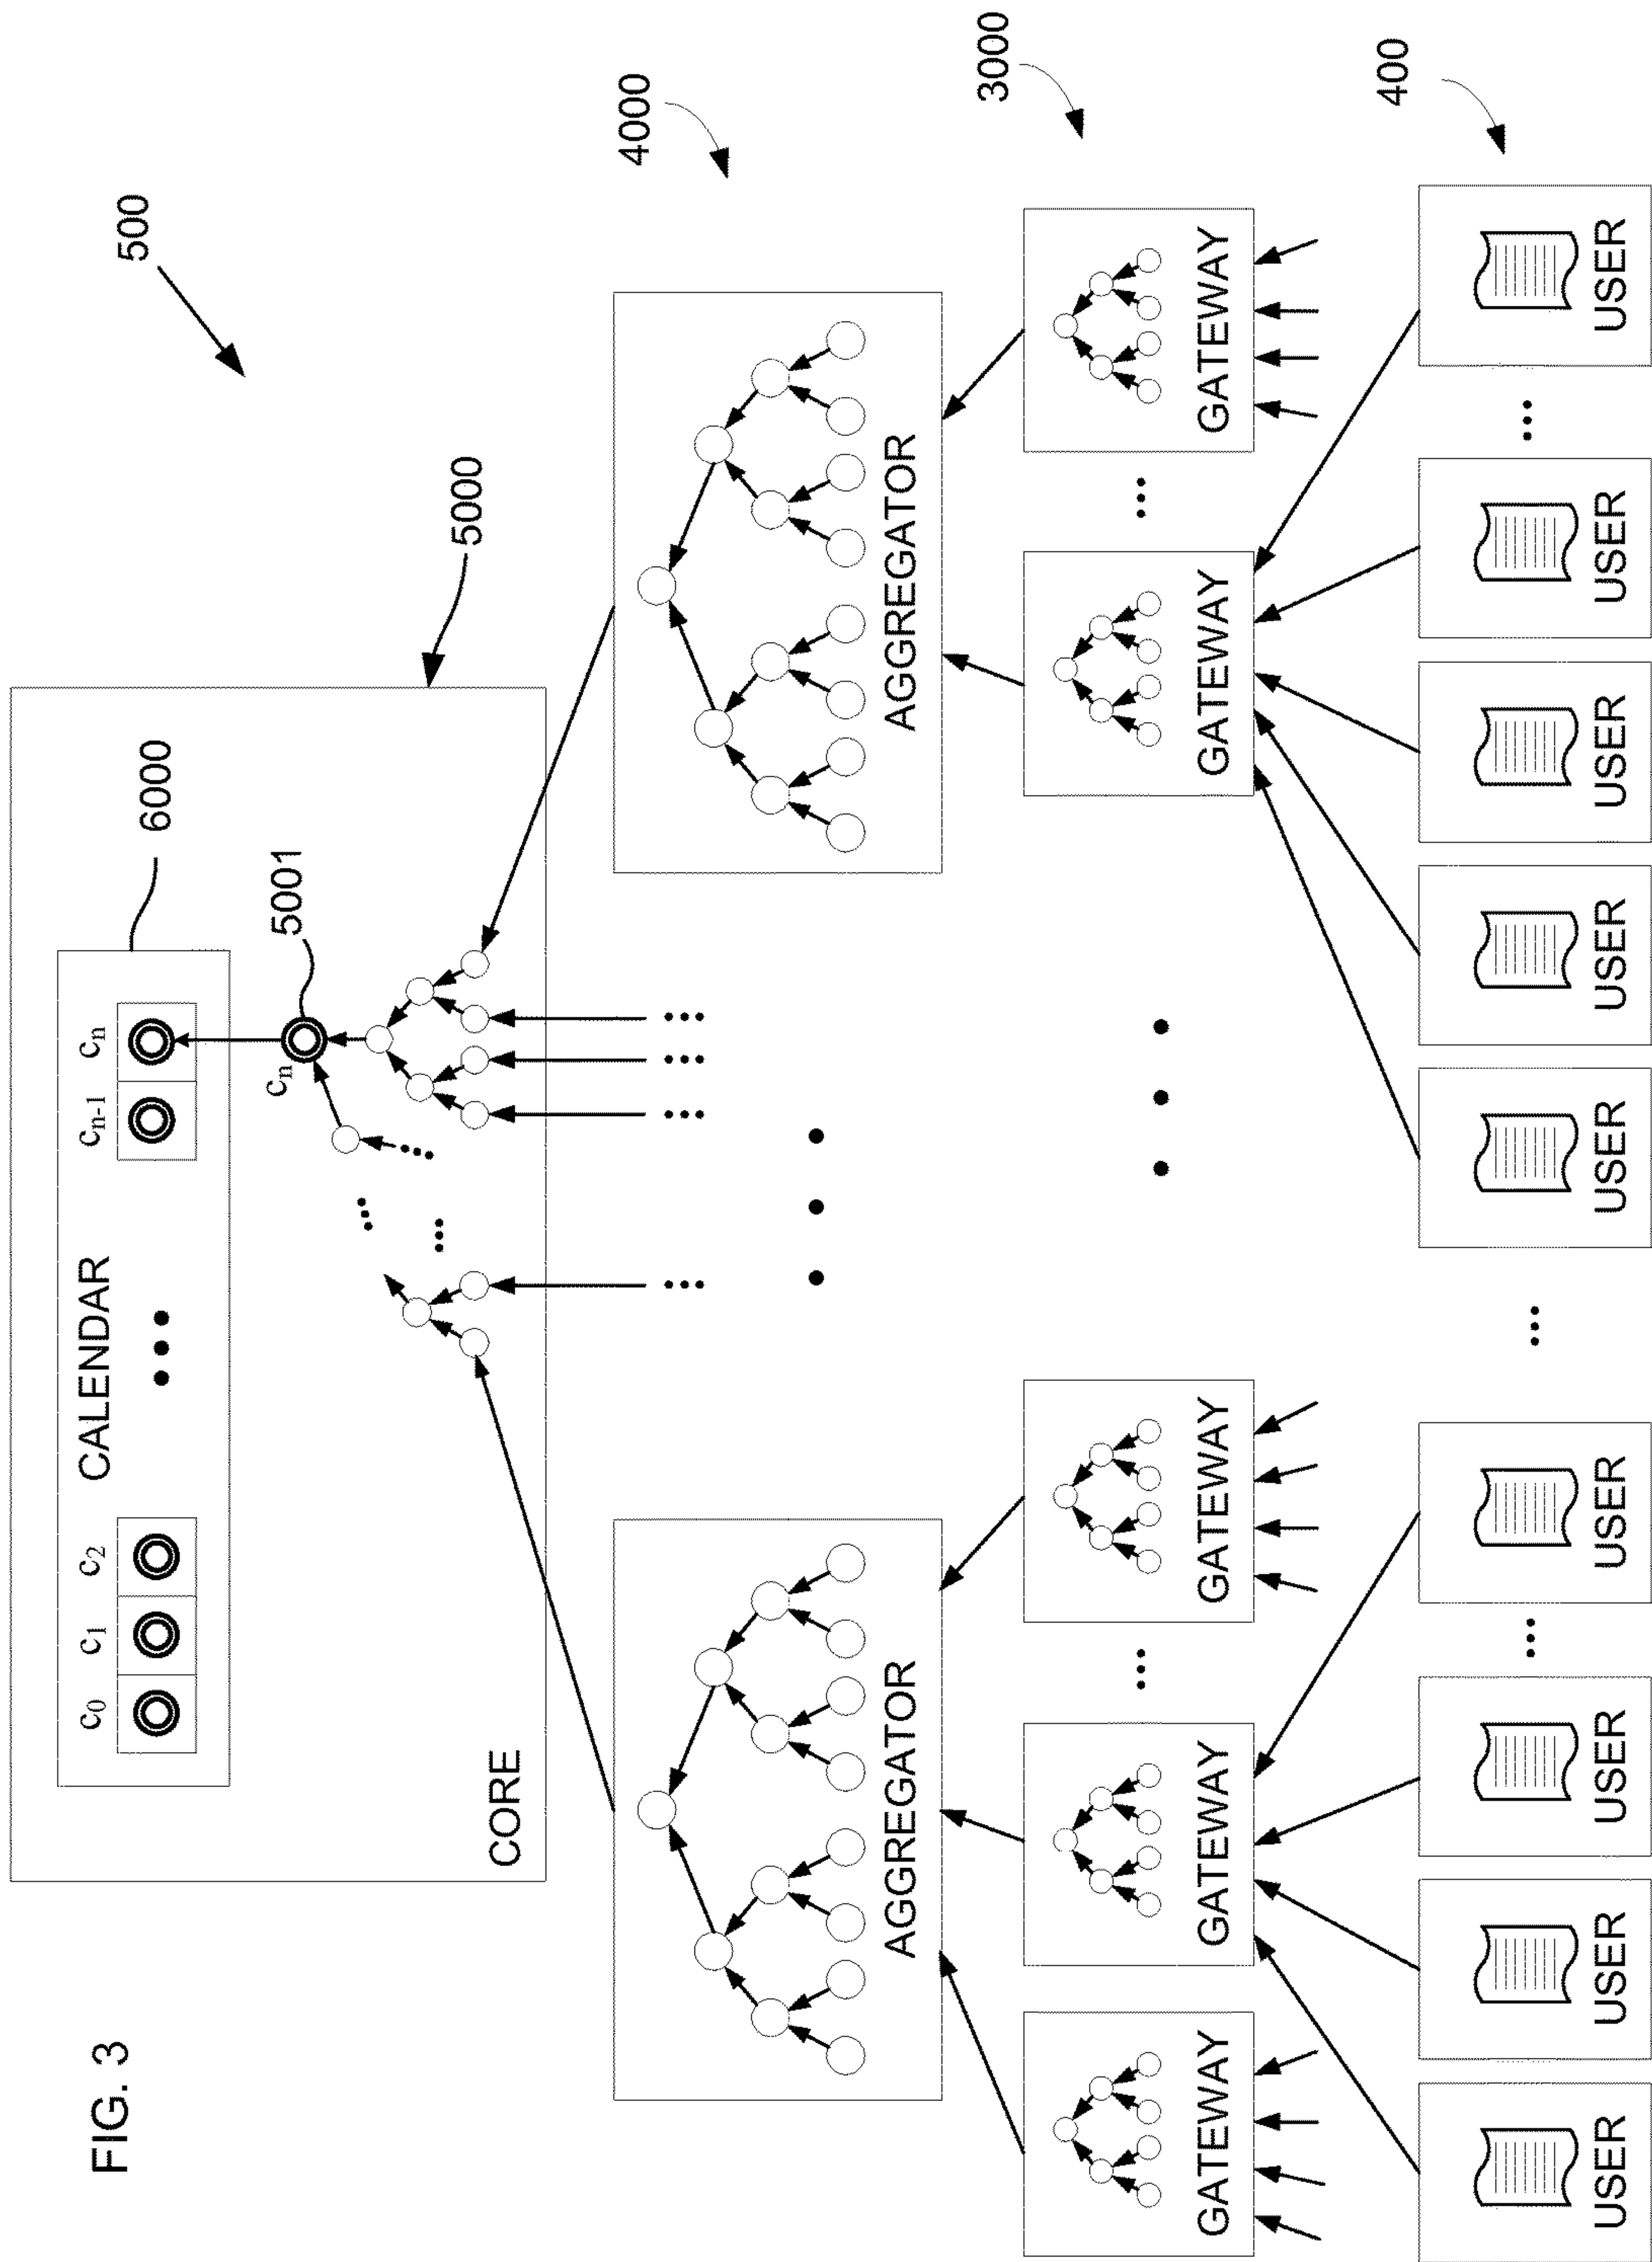 FIG. 3
500
CALENDAR
c0
c1
c2
cn-1
cn
6000
cn
5001
5000
CORE
4000
AGGREGATOR
AGGREGATOR
3000
GATEWAY
GATEWAY
GATEWAY
GATEWAY
GATEWAY
400
USER
USER
USER
USER
USER
USER
USER
USER
USER